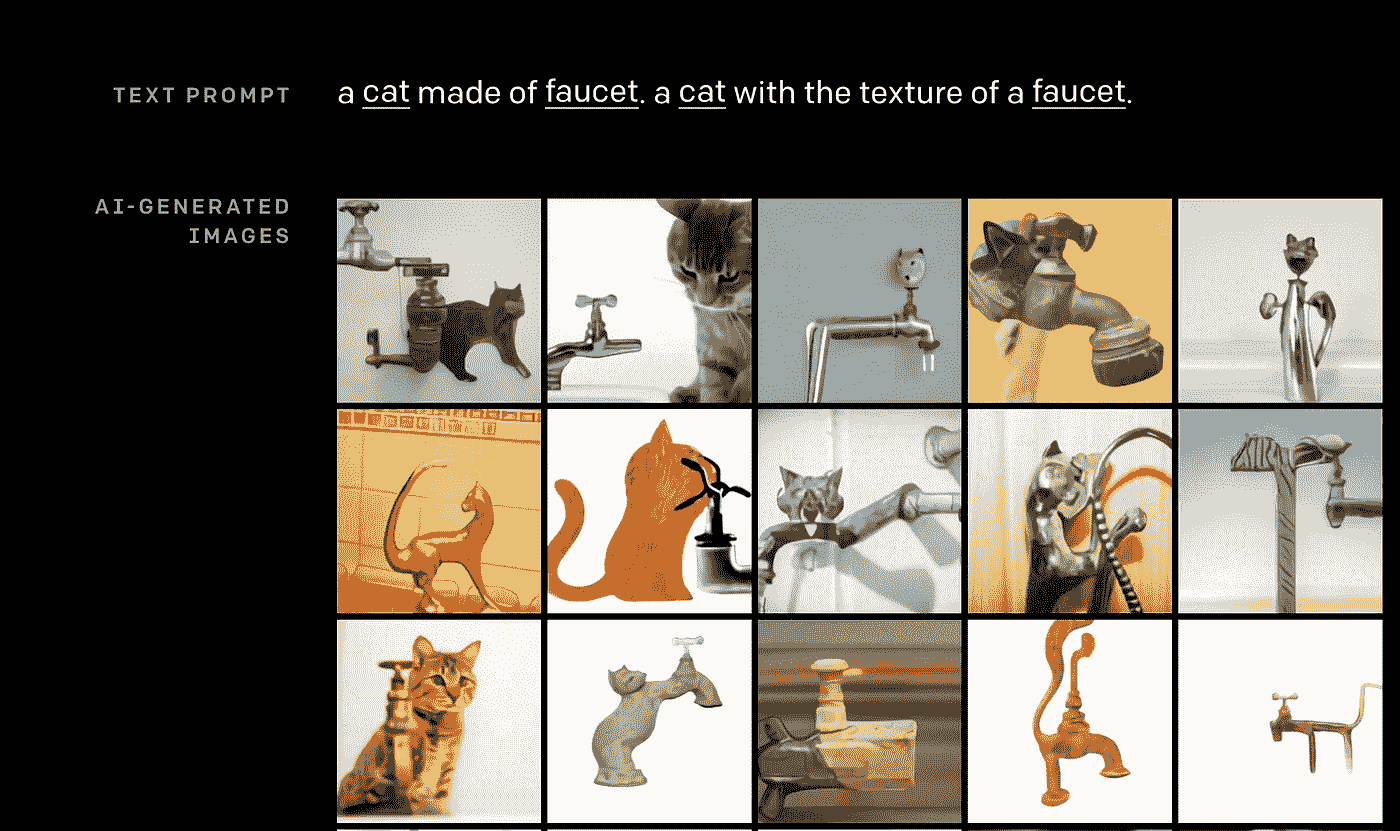 TEXT PROMPT
a cat made of faucet. a cat with the texture of a faucet.
AI-GENERATED
IMAGES